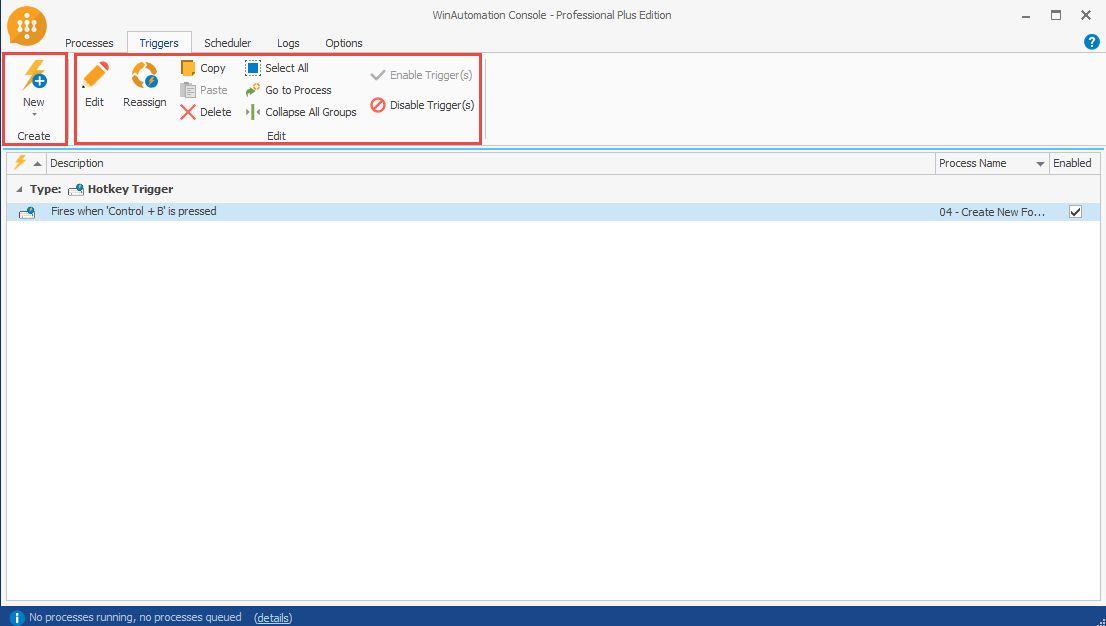 WinAutomation Console - Professional Plus Edition
Processes Triggers Scheduler Logs Options
New
Create
Edit
Reassign
Copy
Paste
Delete
Select All
Go to Process
Collapse All Groups
Enable Trigger(s)
Disable Trigger(s)
Edit
Description Process Name Enabled
Type: Hotkey Trigger
Fires when 'Control + B' is pressed 04 - Create New Fo...
No processes running, no processes queued (details)